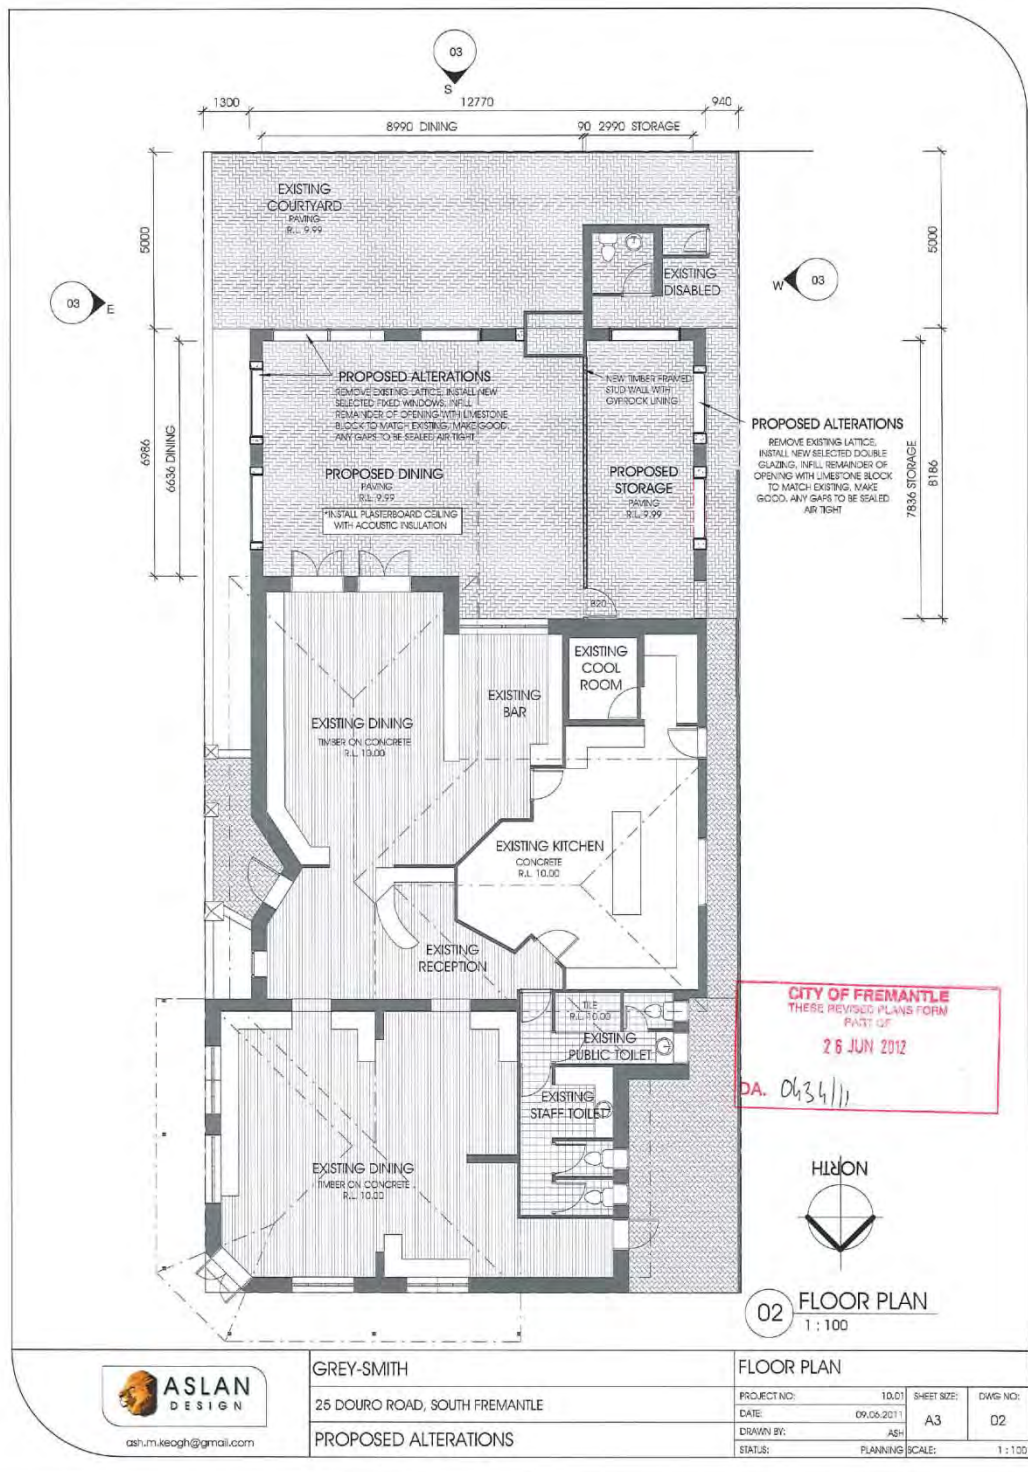 03
S
1300
12770
940
8990 DINING
90
2990 STORAGE
EXISTING
COURTYARD
PAVING
R.L. 9.99
5000
5000
EXISTING
DISABLED
03
E
W
03
PROPOSED ALTERATIONS
REMOVE EXISTING LATTICE, INSTALL NEW
SELECTED FIXED WINDOWS, INFILL
REMAINDER OF OPENING WITH LIMESTONE
BLOCK TO MATCH EXISTING, MAKE GOOD,
ANY GAPS TO BE SEALED AIR TIGHT
NEW TIMBER FRAMED
STUD WALL WITH
GYPROCK LINING
PROPOSED ALTERATIONS
REMOVE EXISTING LATTICE,
INSTALL NEW SELECTED DOUBLE
GLAZING, INFILL REMAINDER OF
OPENING WITH LIMESTONE BLOCK
TO MATCH EXISTING, MAKE
GOOD, ANY GAPS TO BE SEALED
AIR TIGHT
6986
6636 DINING
PROPOSED DINING
PAVING
R.L. 9.99
*INSTALL PLASTERBOARD CEILING
WITH ACOUSTIC INSULATION
PROPOSED
STORAGE
PAVING
R.L. 9.99
7836 STORAGE
8186
820
EXISTING
COOL
ROOM
EXISTING
BAR
EXISTING DINING
TIMBER ON CONCRETE
R.L. 10.00
EXISTING KITCHEN
CONCRETE
R.L. 10.00
EXISTING
RECEPTION
TILE
R.L. 10.00
EXISTING
PUBLIC TOILET
EXISTING
STAFF TOILET
EXISTING DINING
TIMBER ON CONCRETE
R.L. 10.00
CITY OF FREMANTLE
THESE REVISED PLANS FORM
PART OF
26 JUN 2012
DA. 0434/11
NORTH
02
FLOOR PLAN
1 : 100
ASLAN
DESIGN
ash.m.keogh@gmail.com
GREY-SMITH
25 DOURO ROAD, SOUTH FREMANTLE
PROPOSED ALTERATIONS
FLOOR PLAN
PROJECT NO: 10.01
DATE: 09.06.2011
DRAWN BY: ASH
STATUS: PLANNING
SHEET SIZE:
A3
DWG NO:
02
SCALE: 1 : 100